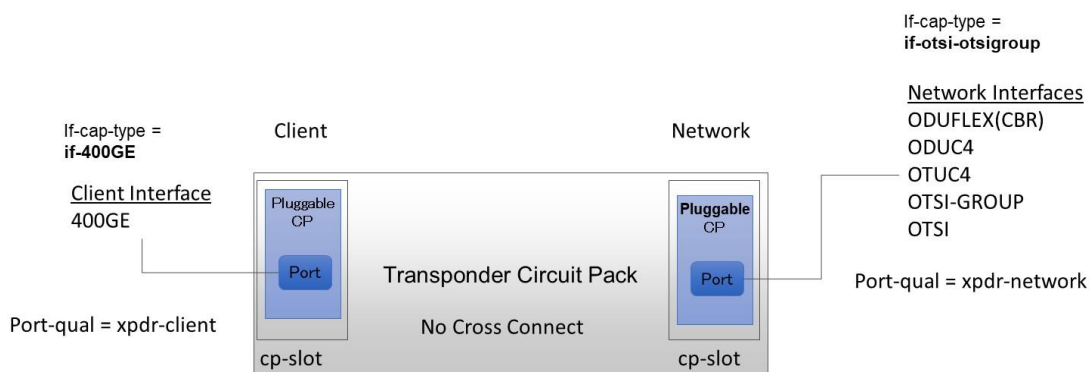 If-cap-type =
if-otsi-otsigroup
Network Interfaces
ODUFLEX(CBR)
ODUC4
OTUC4
OTSI-GROUP
OTSI
Port-qual = xpdr-network
If-cap-type =
if-400GE
Client Interface
400GE
Port-qual = xpdr-client
Client
Network
Pluggable
CP
Port
cp-slot
Transponder Circuit Pack
No Cross Connect
Pluggable
CP
Port
cp-slot